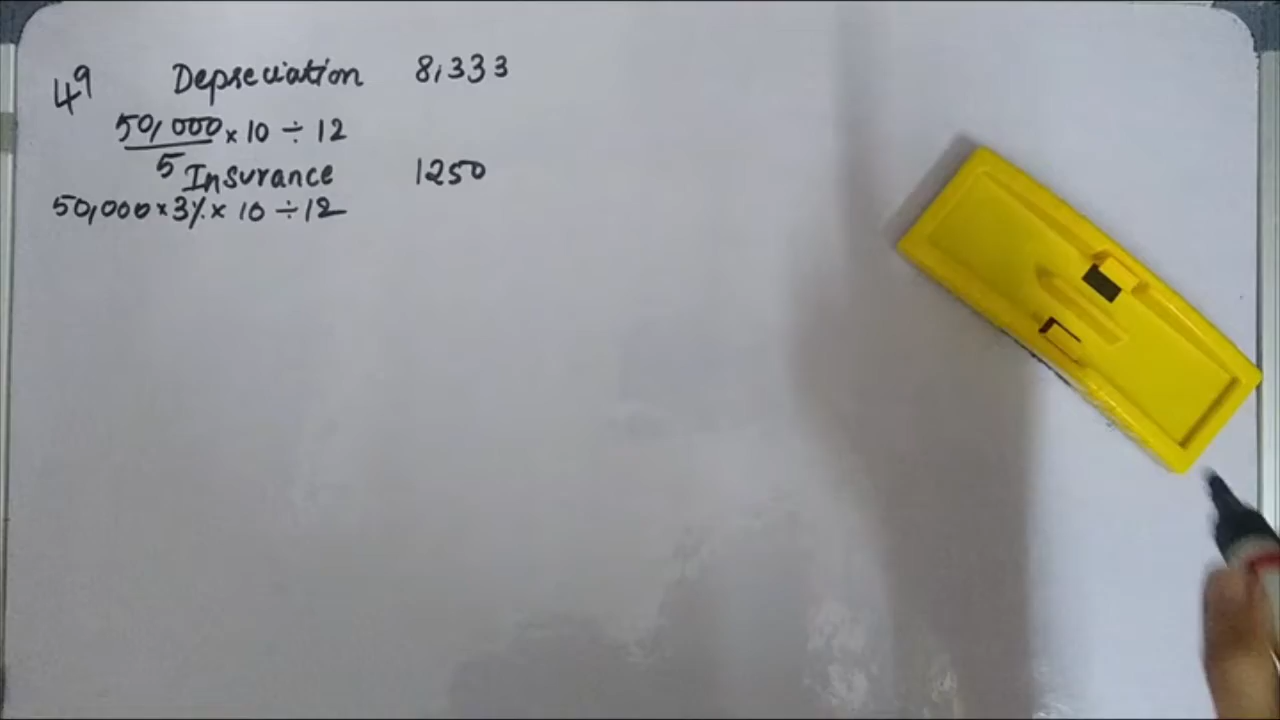 49 Depreciation 8,333
50,000 × 10 ÷ 12
5
Insurance 1250
50,000 × 3% × 10 ÷ 12